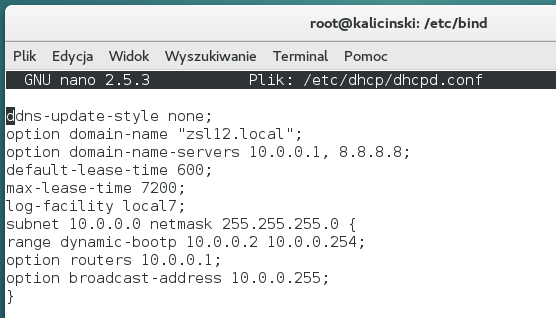 root@kalicinski: /etc/bind
Plik Edycja Widok Wyszukiwanie Terminal Pomoc
GNU nano 2.5.3 Plik: /etc/dhcp/dhcpd.conf
ddns-update-style none;
option domain-name "zsl12.local";
option domain-name-servers 10.0.0.1, 8.8.8.8;
default-lease-time 600;
max-lease-time 7200;
log-facility local7;
subnet 10.0.0.0 netmask 255.255.255.0 {
range dynamic-bootp 10.0.0.2 10.0.0.254;
option routers 10.0.0.1;
option broadcast-address 10.0.0.255;
}